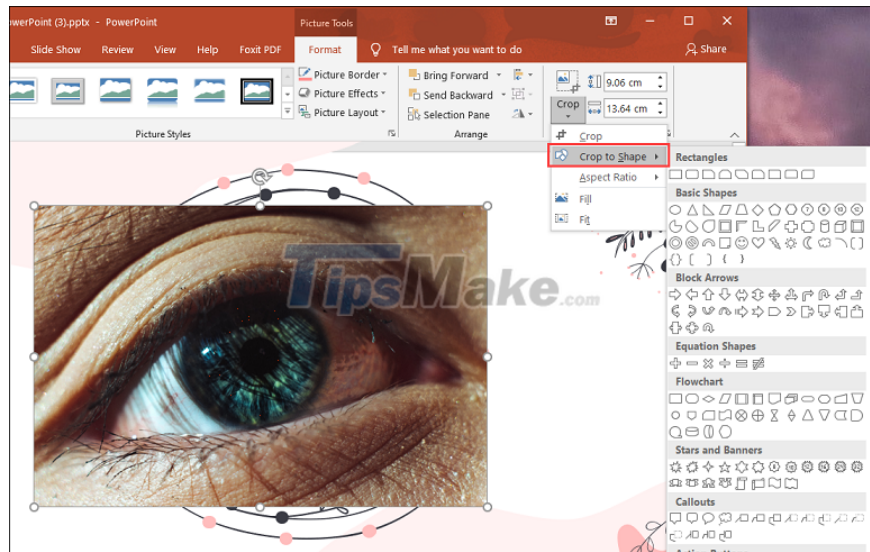 owerPoint (3).pptx - PowerPoint
Picture Tools
Slide Show Review View Help Foxit PDF Format Tell me what you want to do Share
Picture Border
Picture Effects
Picture Layout
Picture Styles
Bring Forward
Send Backward
Selection Pane
Arrange
Crop
9.06 cm
13.64 cm
Crop
Crop to Shape
Aspect Ratio
Fill
Fit
Rectangles
Basic Shapes
Block Arrows
Equation Shapes
Flowchart
Stars and Banners
Callouts
TipsMake.com